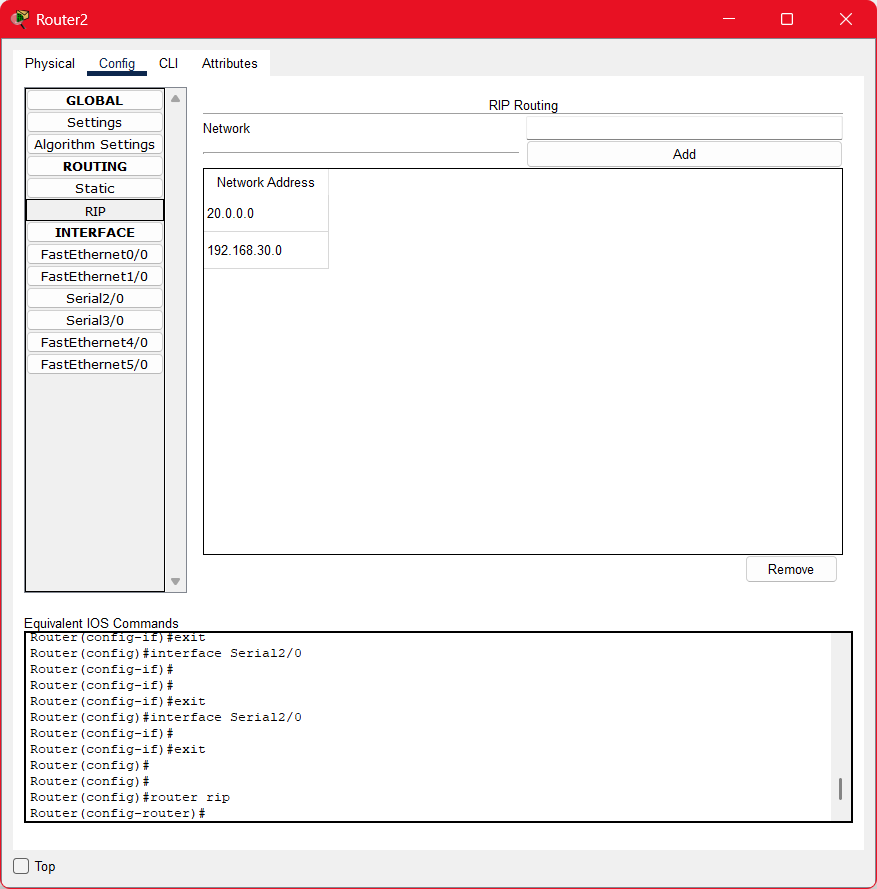 Router2
Physical Config CLI Attributes
GLOBAL
Settings
Algorithm Settings
ROUTING
Static
RIP
INTERFACE
FastEthernet0/0
FastEthernet1/0
Serial2/0
Serial3/0
FastEthernet4/0
FastEthernet5/0
RIP Routing
Network
Add
Network Address
20.0.0.0
192.168.30.0
Remove
Equivalent IOS Commands
Router(config-if)#exit
Router(config)#interface Serial2/0
Router(config-if)#
Router(config-if)#
Router(config-if)#exit
Router(config)#interface Serial2/0
Router(config-if)#
Router(config-if)#exit
Router(config)#
Router(config)#
Router(config)#router rip
Router(config-router)#
Top